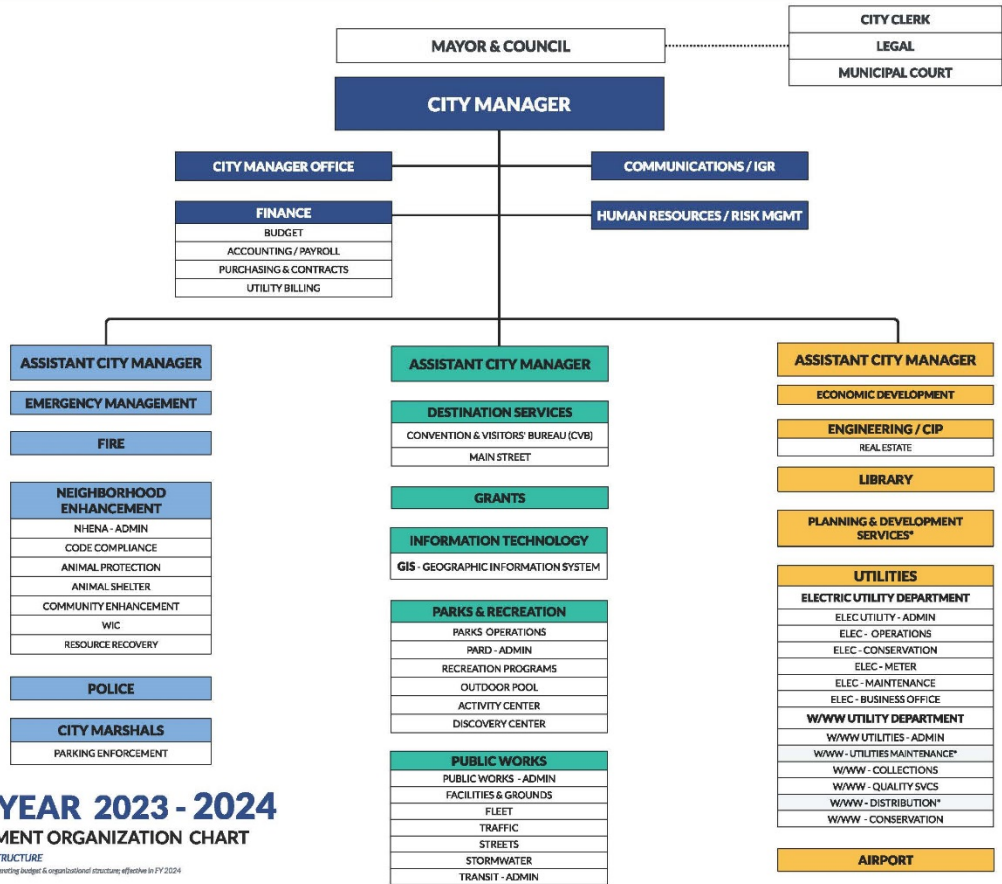 MAYOR & COUNCIL
CITY CLERK
LEGAL
MUNICIPAL COURT
CITY MANAGER
CITY MANAGER OFFICE
COMMUNICATIONS / IGR
FINANCE
BUDGET
ACCOUNTING / PAYROLL
PURCHASING & CONTRACTS
UTILITY BILLING
HUMAN RESOURCES / RISK MGMT
ASSISTANT CITY MANAGER
EMERGENCY MANAGEMENT
FIRE
NEIGHBORHOOD
ENHANCEMENT
NHENA - ADMIN
CODE COMPLIANCE
ANIMAL PROTECTION
ANIMAL SHELTER
COMMUNITY ENHANCEMENT
WIC
RESOURCE RECOVERY
POLICE
CITY MARSHALS
PARKING ENFORCEMENT
ASSISTANT CITY MANAGER
DESTINATION SERVICES
CONVENTION & VISITORS' BUREAU (CVB)
MAIN STREET
GRANTS
INFORMATION TECHNOLOGY
GIS - GEOGRAPHIC INFORMATION SYSTEM
PARKS & RECREATION
PARKS OPERATIONS
PARD - ADMIN
RECREATION PROGRAMS
OUTDOOR POOL
ACTIVITY CENTER
DISCOVERY CENTER
PUBLIC WORKS
PUBLIC WORKS - ADMIN
FACILITIES & GROUNDS
FLEET
TRAFFIC
STREETS
STORMWATER
TRANSIT - ADMIN
ASSISTANT CITY MANAGER
ECONOMIC DEVELOPMENT
ENGINEERING / CIP
REAL ESTATE
LIBRARY
PLANNING & DEVELOPMENT
SERVICES*
UTILITIES
ELECTRIC UTILITY DEPARTMENT
ELEC UTILITY - ADMIN
ELEC - OPERATIONS
ELEC - CONSERVATION
ELEC - METER
ELEC - MAINTENANCE
ELEC - BUSINESS OFFICE
W/WW UTILITY DEPARTMENT
W/WW UTILITIES - ADMIN
W/WW - UTILITIES MAINTENANCE*
W/WW - COLLECTIONS
W/WW - QUALITY SVCS
W/WW - DISTRIBUTION*
W/WW - CONSERVATION
AIRPORT
YEAR 2023 - 2024
MENT ORGANIZATION CHART
TRUCTURE
budget & organizational structure; effective in FY 2024